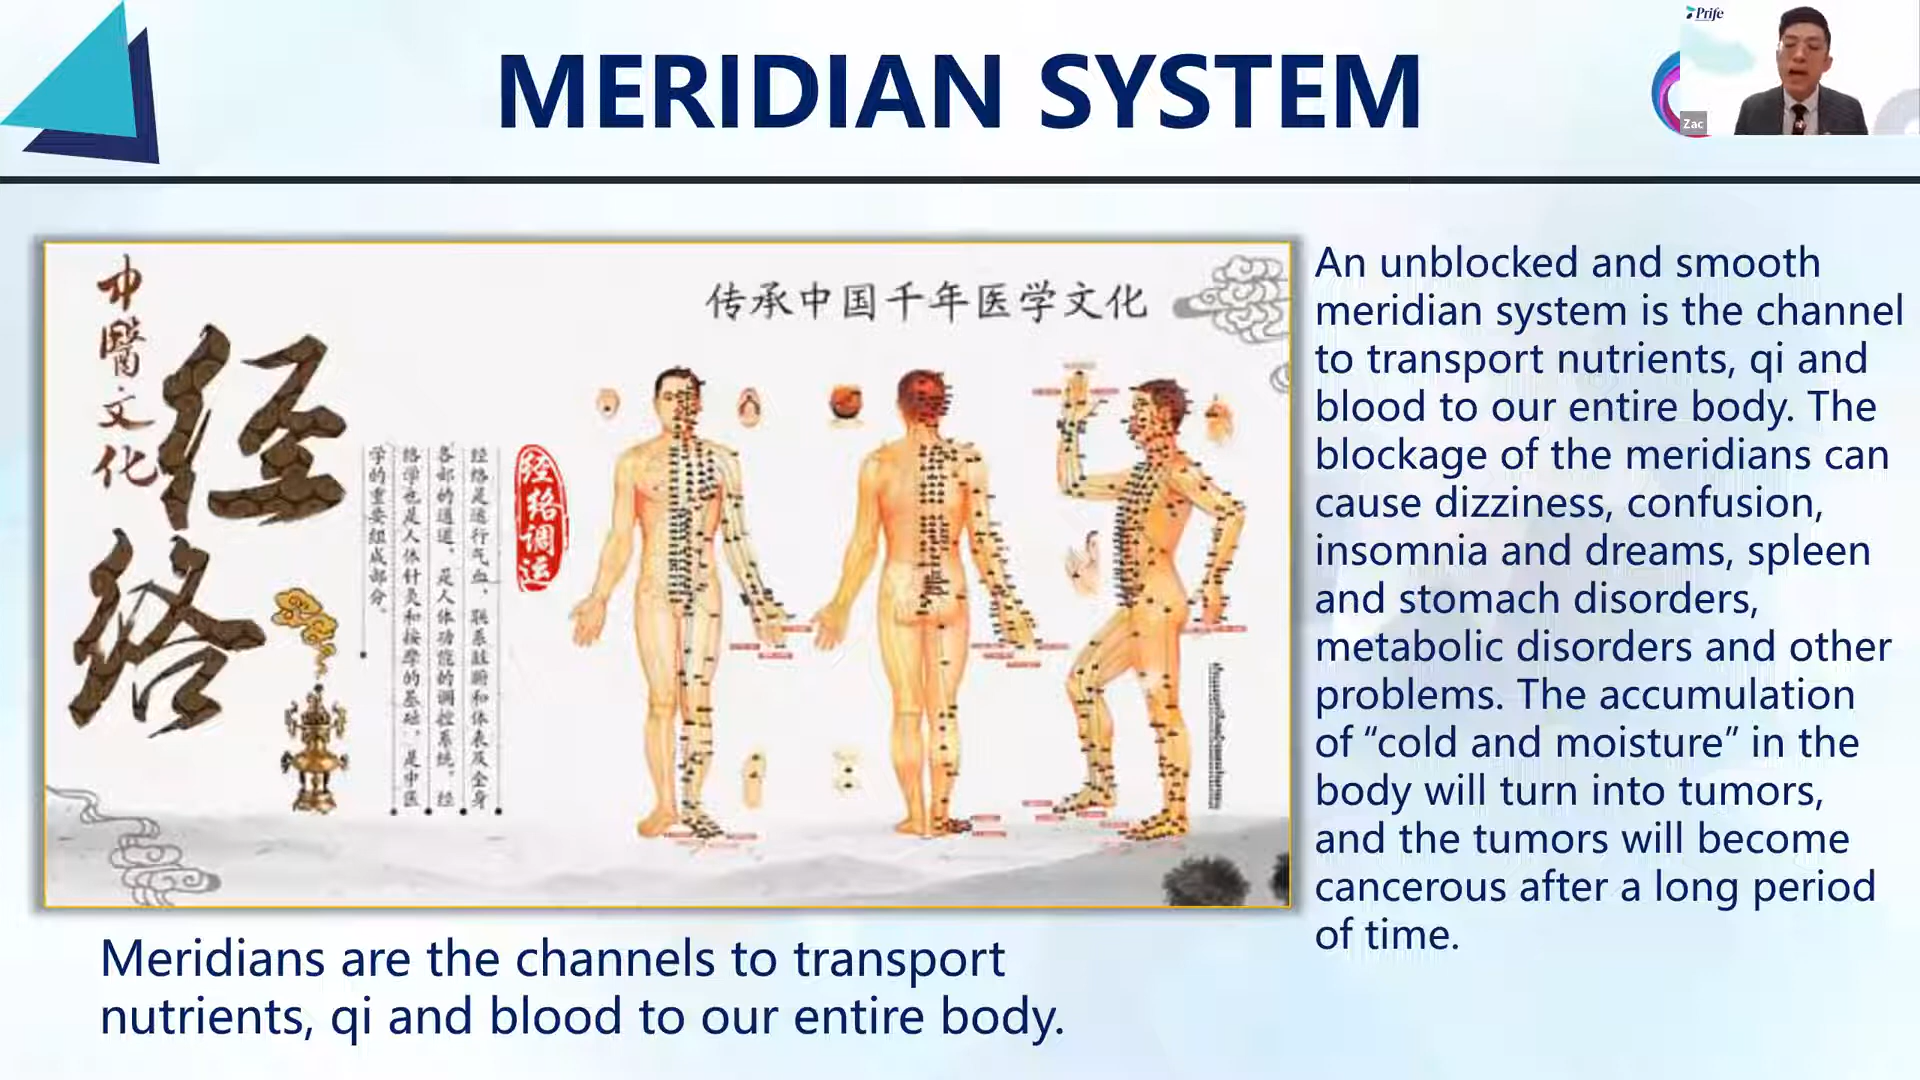 Prife
MERIDIAN SYSTEM
Zac
中醫文化
经络
传承中国千年医学文化
经络调运
经络是运行气血，联系脏腑和体表及全身
各部的通道，是人体功能的调控系统。经
络学也是人体针灸和按摩的基础，是中医
学的重要组成部分。
An unblocked and smooth
meridian system is the channel
to transport nutrients, qi and
blood to our entire body. The
blockage of the meridians can
cause dizziness, confusion,
insomnia and dreams, spleen
and stomach disorders,
metabolic disorders and other
problems. The accumulation
of “cold and moisture” in the
body will turn into tumors,
and the tumors will become
cancerous after a long period
of time.
Meridians are the channels to transport
nutrients, qi and blood to our entire body.